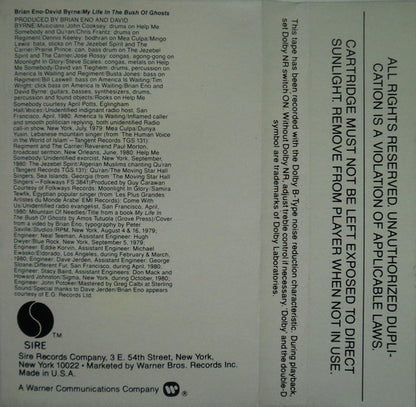 Brian Eno-David Byrne/My Life In The Bush Of Ghosts
PRODUCED BY BRIAN ENO AND DAVID
BYRNE/Musicians/John Cooksey: drums on Help Me
Somebody and Qu'ran/Chris Frantz: drums on
Regiment/Dennis Keeley: bodhran on Mea Culpa/Mingo
Lewis: bata, sticks on The Jezebel Spirit and The
Carrier/Prairie Prince: can, bass drum on The Jezebel
and The Carrier/Jose Rossy: congas, agong-gong on
Moonlight in Glory/Steve Scales: congas, metals on Help
Me Somebody/David van Tieghem: drums, percussion on
America Is Waiting and Regiment/Busta Jones: bass on
Regiment/Bill Laswell: bass on America Is Waiting/Tim
Wright: click bass on America Is Waiting/Brian Eno and
David Byrne: guitars, basses, synthesizers, drums,
percussion and found objects/Rooks on Help Me
Somebody courtesy April Potts, Eglingham
Hall/Voices: Unidentified indignant radio host, San
Francisco, April, 1980: America Is Waiting/Inflamed caller
and smooth politician replying, both unidentified Radio
call-in show, New York, July, 1979: Mea Culpa/Dunya
Yusin, Lebanese mountain singer (from The Human Voice
in the World of Islam—Tangent Records TGS 131):
Regiment and The Carrier/Reverend Paul Morton,
broadcast sermon, New Orleans, June, 1980: Help Me
Somebody/Unidentified exorcist, New York, September,
1980: The Jezebel Spirit/Algerian Muslims chanting Qu'ran
(Tangent Records TGS 131): Qu'ran/The Moving Star Hall
Singers, Sea Islands, Georgia (from The Moving Star Hall
Singers—Folkways FS 3841)/Produced by Guy Carawan
Courtesy of Folkways Records: Moonlight In Glory/Samira
Tewfik, Egyptian popular singer (from Les Plus Grandes
Artistes du Monde Arabe EMI Records): Come With
Us/Unidentified radio evangelist, San Francisco, April,
1980: Mountain Of Needles/Title from a book My Life In
The Bush Of Ghosts by Amos Tutuola (Grove Press)/Cover
from a video by Brian Eno, typography by Peter
Saville/Studios: RPM, New York, August 4 & 16, 1979;
Engineer: Neal Teeman, Assistant Engineer: Hugh
Dwyer/Blue Rock, New York, September 5, 1979;
Engineer: Eddie Korvin, Assistant Engineer: Michael
Ewasko/Eldorado, Los Angeles, during February & March,
1980; Engineer: Dave Jerden, Assistant Engineer: George
Sloane/Different Fur, San Francisco, during April, 1980;
Engineer: Stacy Baird, Assistant Engineers: Don Mack and
Howard Johnston/Sigma, New York, during October, 1980;
Engineer: John Potoker/Mastered by Greg Calbi at Sterling
Sound/Special thanks to Dave Jerden/Brian Eno appears
courtesy of E.G. Records Ltd.
TM
SIRE
Sire Records Company, 3 E. 54th Street, New York,
New York 10022 • Marketed by Warner Bros. Records Inc.
Made in U.S.A.
A Warner Communications Company
This tape has been recorded with the Dolby B-Type noise reduction characteristic. During playback,
set Dolby NR switch ON. Without Dolby NR, adjust treble control if necessary. 'Dolby' and the double-D
symbol are trademarks of Dolby Laboratories.
ALL RIGHTS RESERVED. UNAUTHORIZED DUPLI-
CATION IS A VIOLATION OF APPLICABLE LAWS.
CARTRIDGE MUST NOT BE LEFT EXPOSED TO DIRECT
SUNLIGHT. REMOVE FROM PLAYER WHEN NOT IN USE.